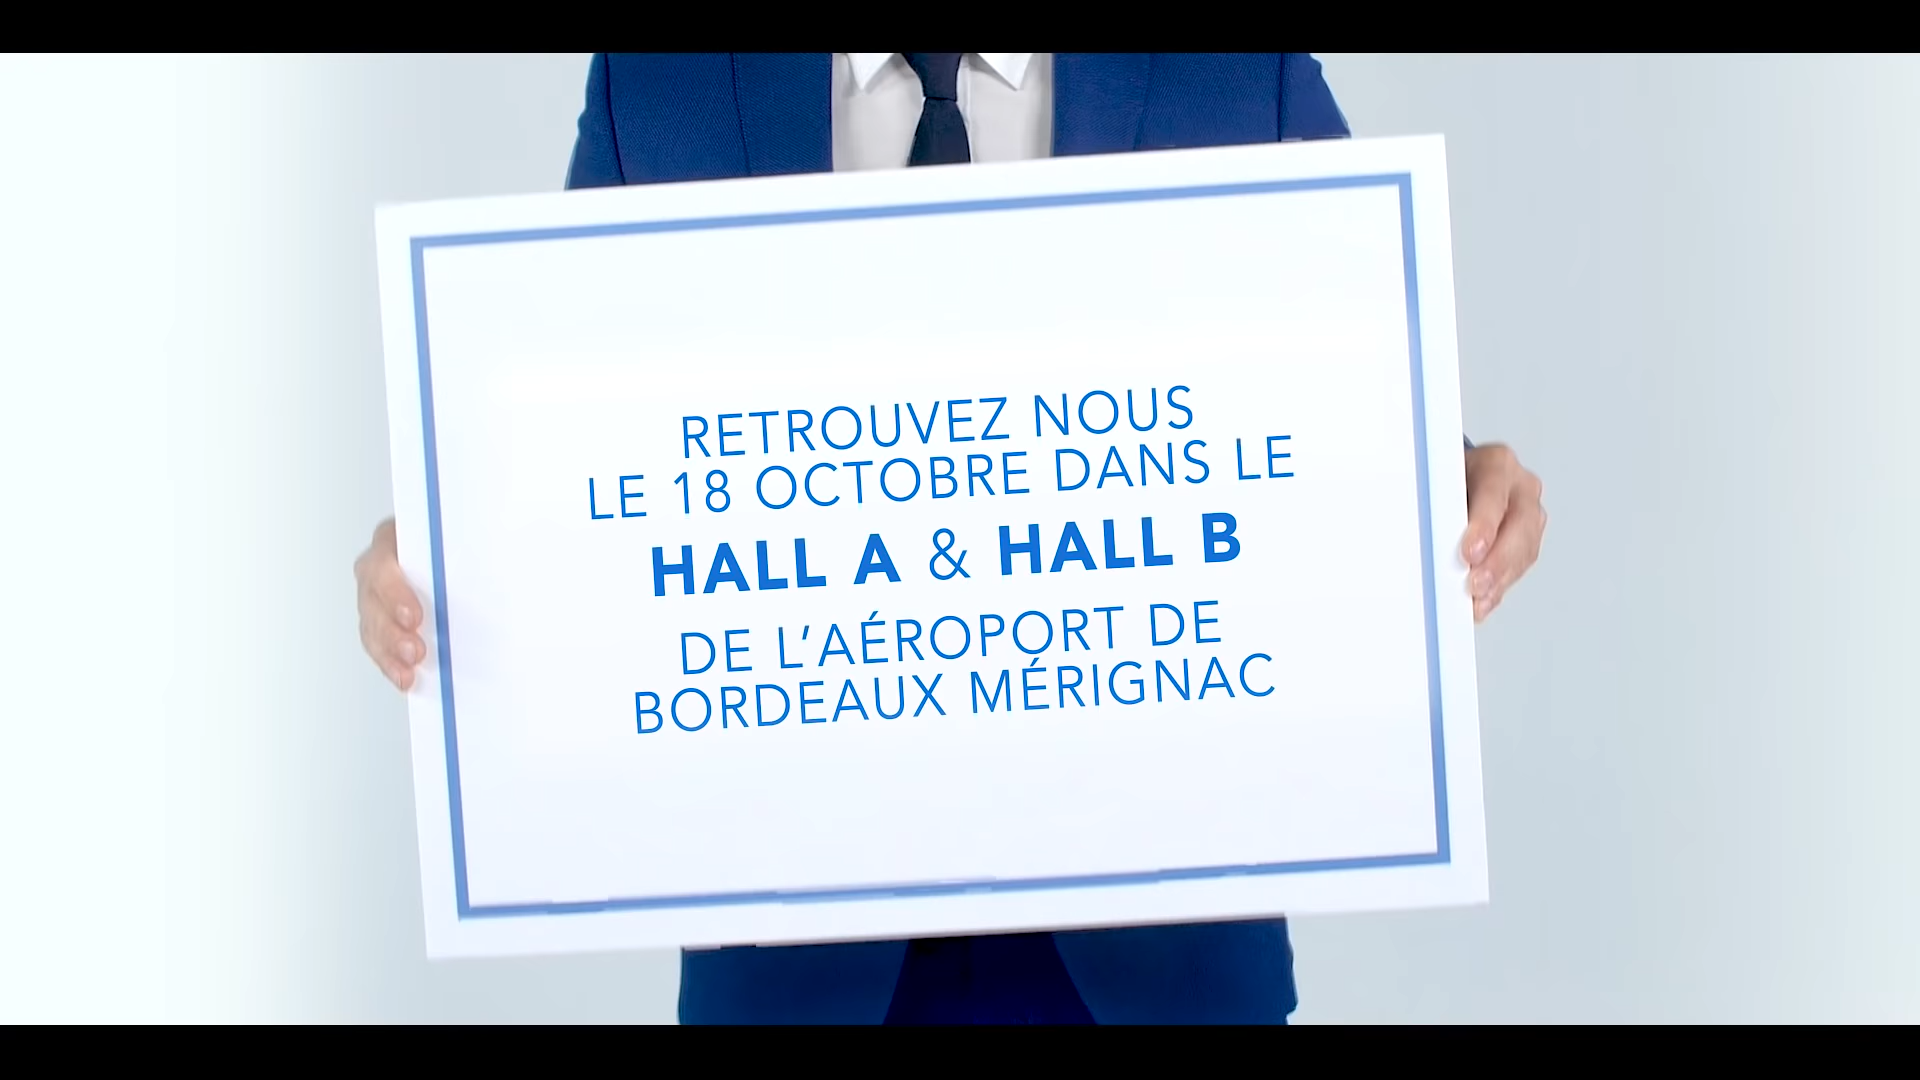 RETROUVEZ NOUS
LE 18 OCTOBRE DANS LE
HALL A & HALL B
DE L’AÉROPORT DE
BORDEAUX MÉRIGNAC